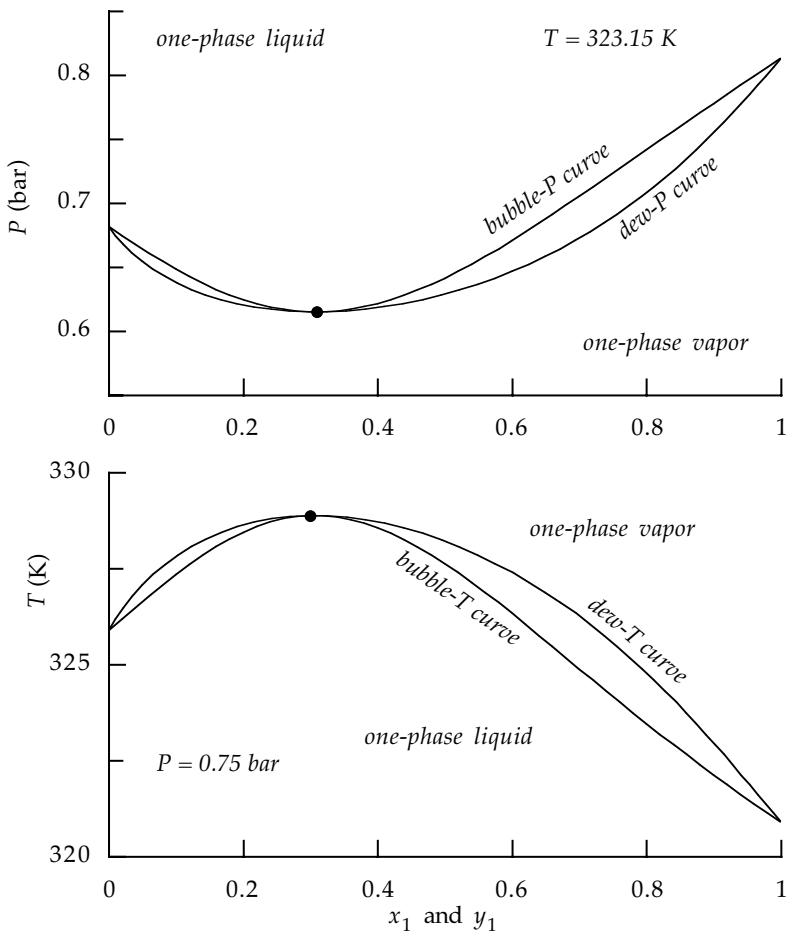 one-phase liquid
T = 323.15 K
0.8
bubble-P curve
dew-P curve
P (bar)
0.7
0.6
one-phase vapor
0 0.2 0.4 0.6 0.8 1
330
one-phase vapor
T (K)
bubble-T curve
dew-T curve
325
one-phase liquid
P = 0.75 bar
320
0 0.2 0.4 0.6 0.8 1
x₁ and y₁